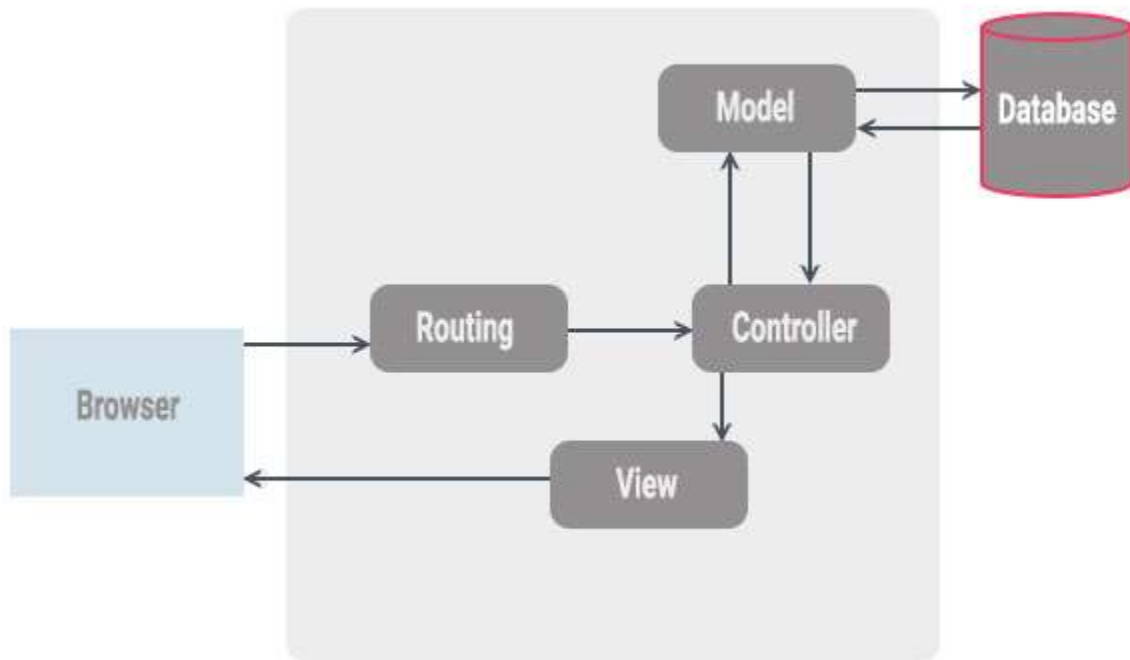 Model
Database
Routing
Controller
Browser
View